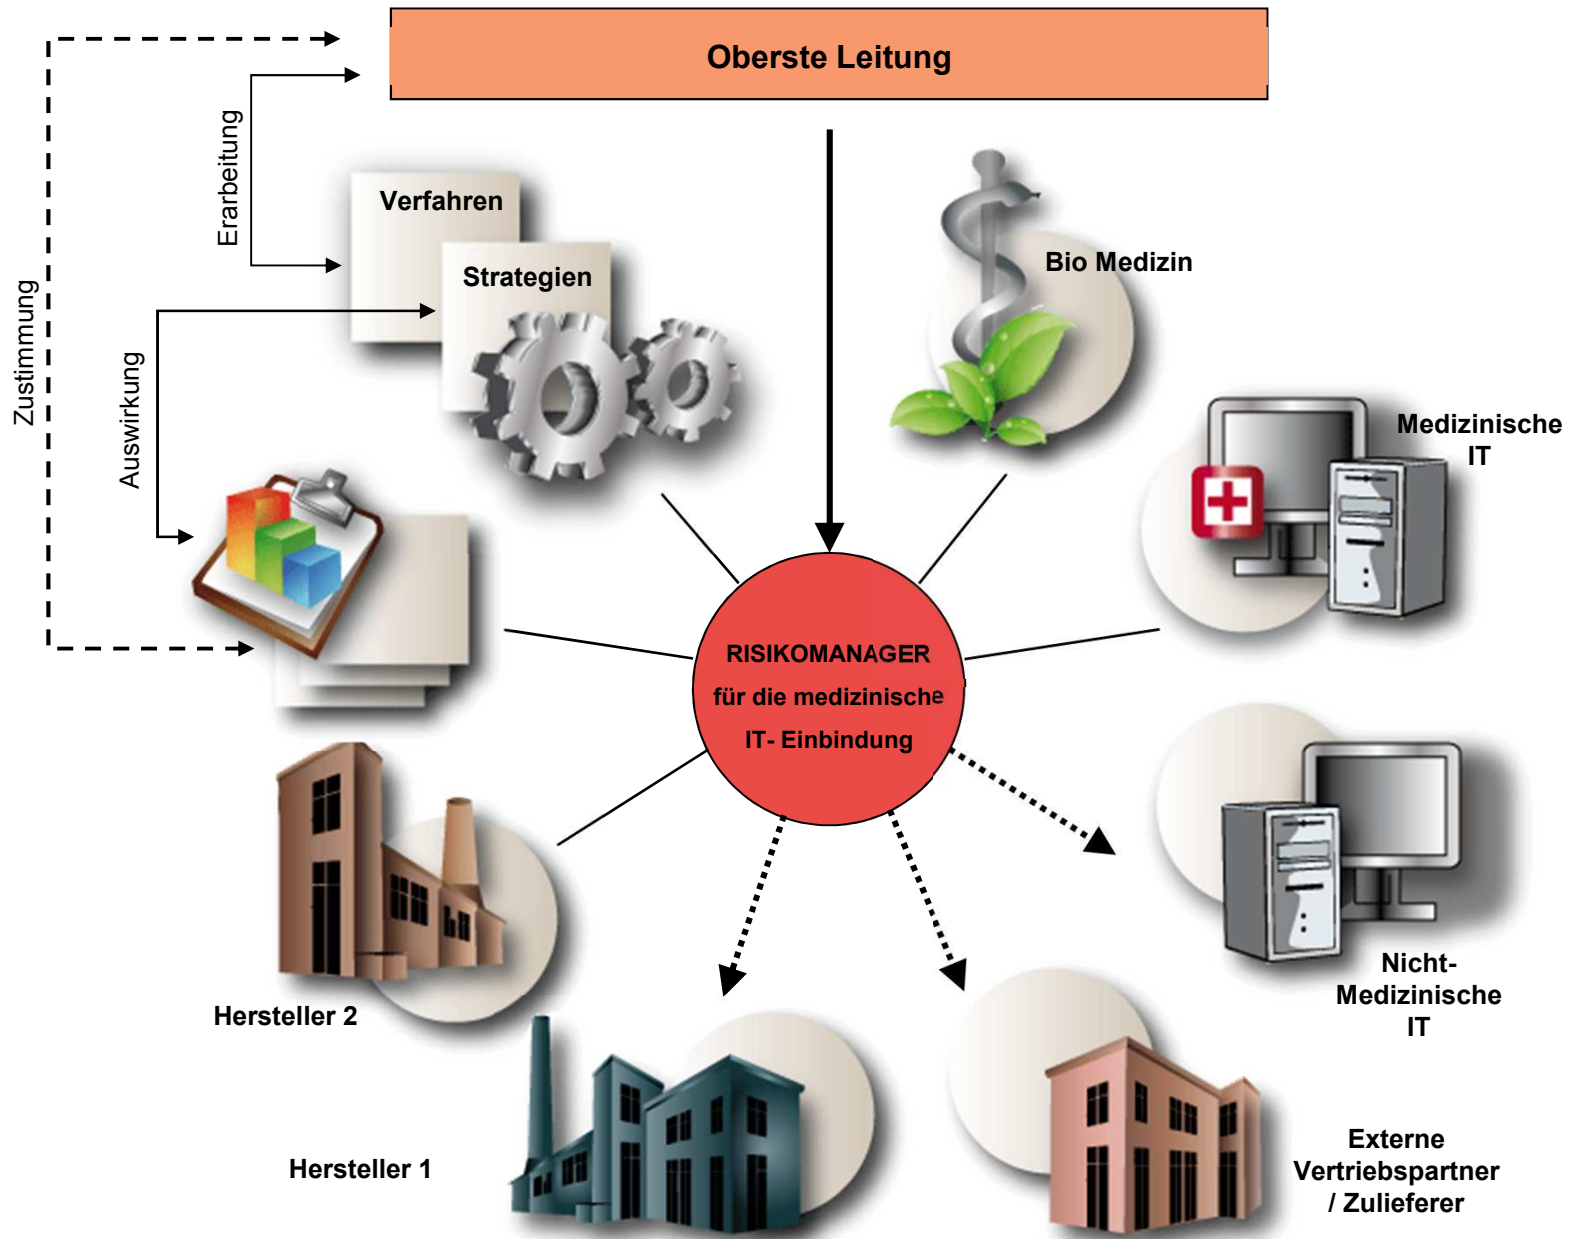 Oberste Leitung
Erarbeitung
Verfahren
Strategien
Bio Medizin
Zustimmung
Auswirkung
Medizinische
IT
RISIKOMANAGER
für die medizinische
IT- Einbindung
Nicht-
Medizinische
IT
Hersteller 2
Hersteller 1
Externe
Vertriebspartner
/ Zulieferer